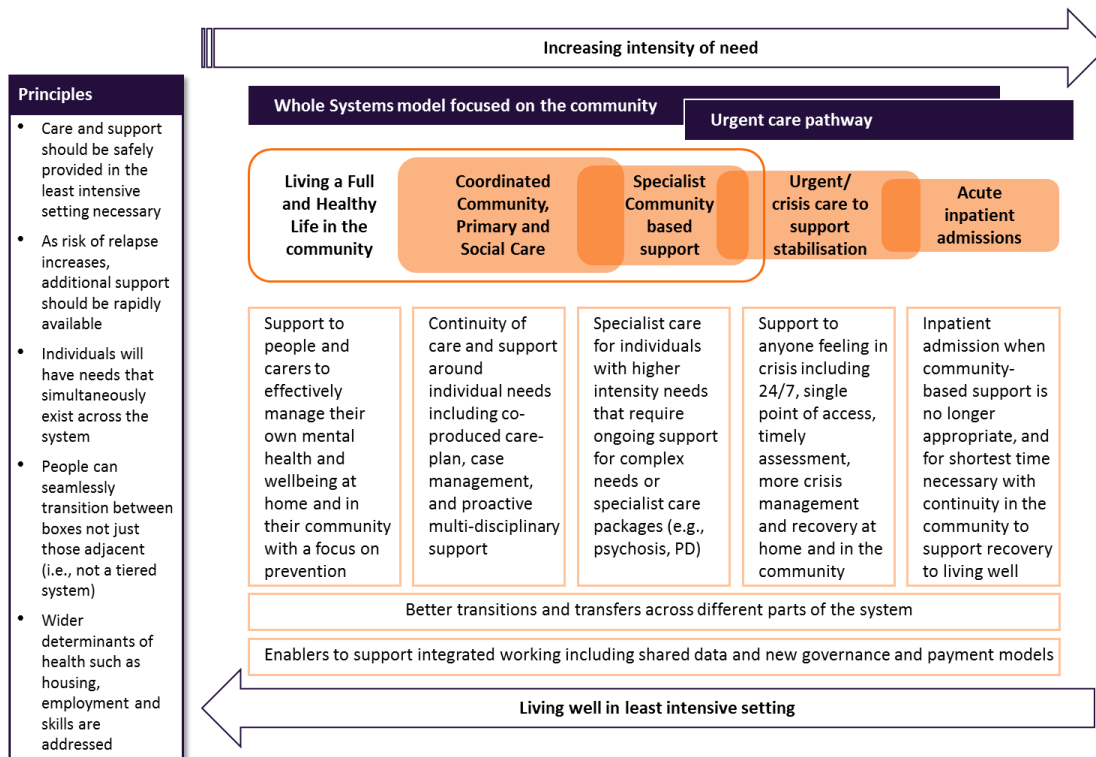 Increasing intensity of need
Principles
• Care and support
should be safely
provided in the
least intensive
setting necessary
• As risk of relapse
increases,
additional support
should be rapidly
available
• Individuals will
have needs that
simultaneously
exist across the
system
• People can
seamlessly
transition between
boxes not just
those adjacent
(i.e., not a tiered
system)
• Wider
determinants of
health such as
housing,
employment and
skills are
addressed
Whole Systems model focused on the community
Urgent care pathway
Living a Full
and Healthy
Life in the
community
Coordinated
Community,
Primary and
Social Care
Specialist
Community
based
support
Urgent/
crisis care to
support
stabilisation
Acute
inpatient
admissions
Support to
people and
carers to
effectively
manage their
own mental
health and
wellbeing at
home and in
their community
with a focus on
prevention
Continuity of
care and support
around
individual needs
including co-
produced care-
plan, case
management,
and proactive
multi-disciplinary
support
Specialist care
for individuals
with higher
intensity needs
that require
ongoing support
for complex
needs or
specialist care
packages (e.g.,
psychosis, PD)
Support to
anyone feeling in
crisis including
24/7, single
point of access,
timely
assessment,
more crisis
management
and recovery at
home and in the
community
Inpatient
admission when
community-
based support is
no longer
appropriate, and
for shortest time
necessary with
continuity in the
community to
support recovery
to living well
Better transitions and transfers across different parts of the system
Enablers to support integrated working including shared data and new governance and payment models
Living well in least intensive setting